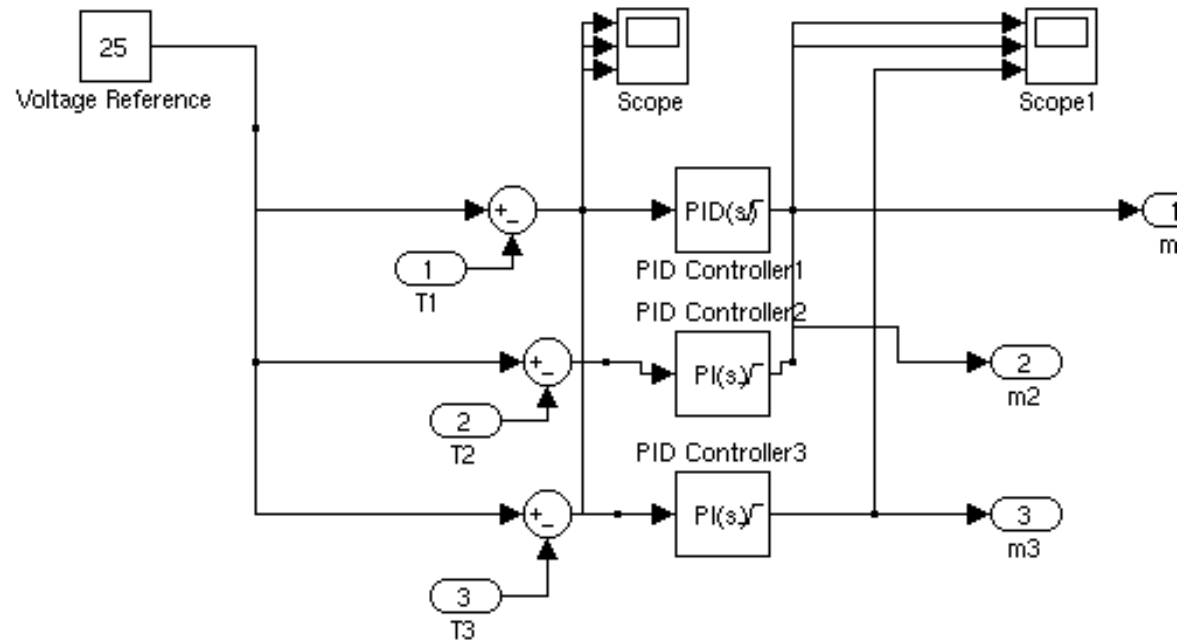 25
Voltage Reference
Scope
Scope1
+
−
PID(s)
1
m
1
T1
PID Controller1
PID Controller2
+
−
PI(s)
2
m2
2
T2
PID Controller3
+
−
PI(s)
3
m3
3
T3